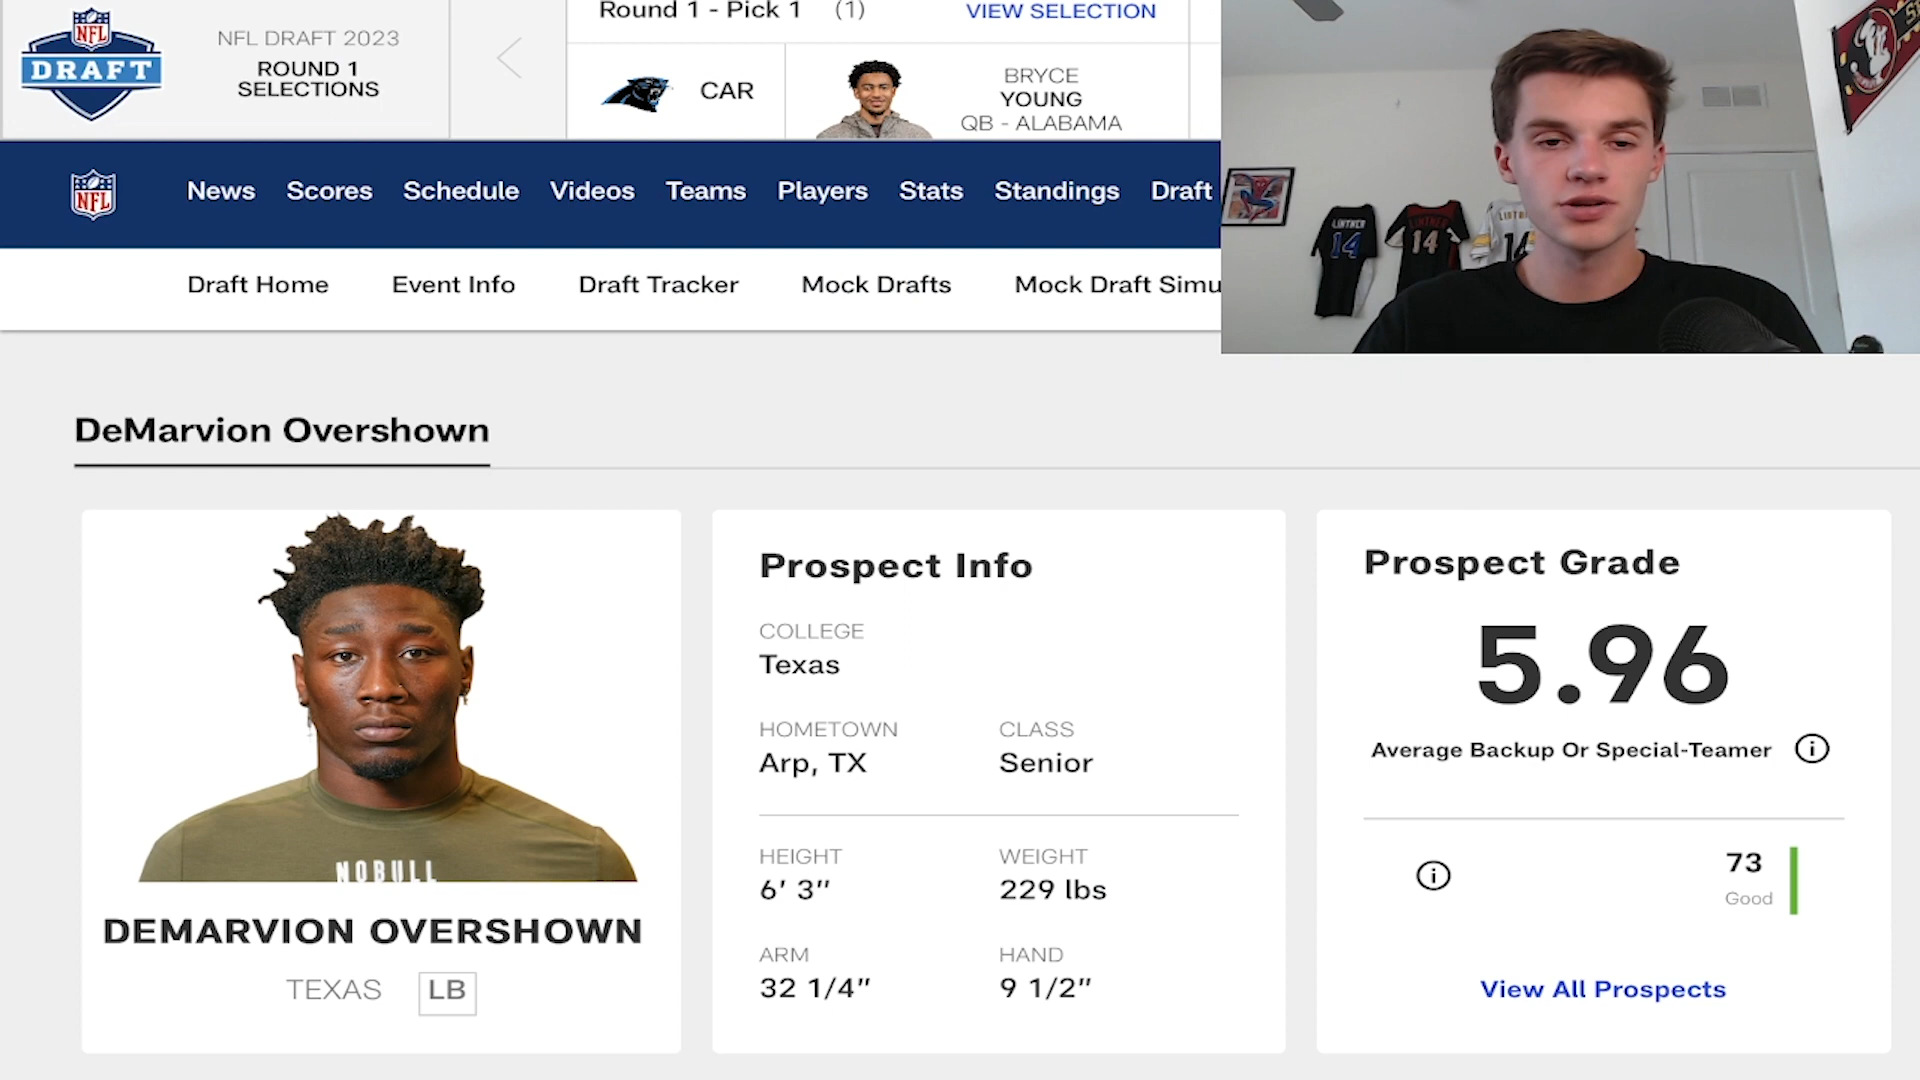 NFL
DRAFT
NFL DRAFT 2023
ROUND 1
SELECTIONS
Round 1 - Pick 1 (1)
VIEW SELECTION
CAR
BRYCE
YOUNG
QB - ALABAMA
NFL
News Scores Schedule Videos Teams Players Stats Standings Draft
Draft Home Event Info Draft Tracker Mock Drafts Mock Draft Simu
LINTNER
14
LINTNER
14
14
DeMarvion Overshown
NOBULL
DEMARVION OVERSHOWN
TEXAS LB
Prospect Info
COLLEGE
Texas
HOMETOWN CLASS
Arp, TX Senior
HEIGHT WEIGHT
6' 3" 229 lbs
ARM HAND
32 1/4" 9 1/2"
Prospect Grade
5.96
Average Backup Or Special-Teamer i
i 73
Good
View All Prospects